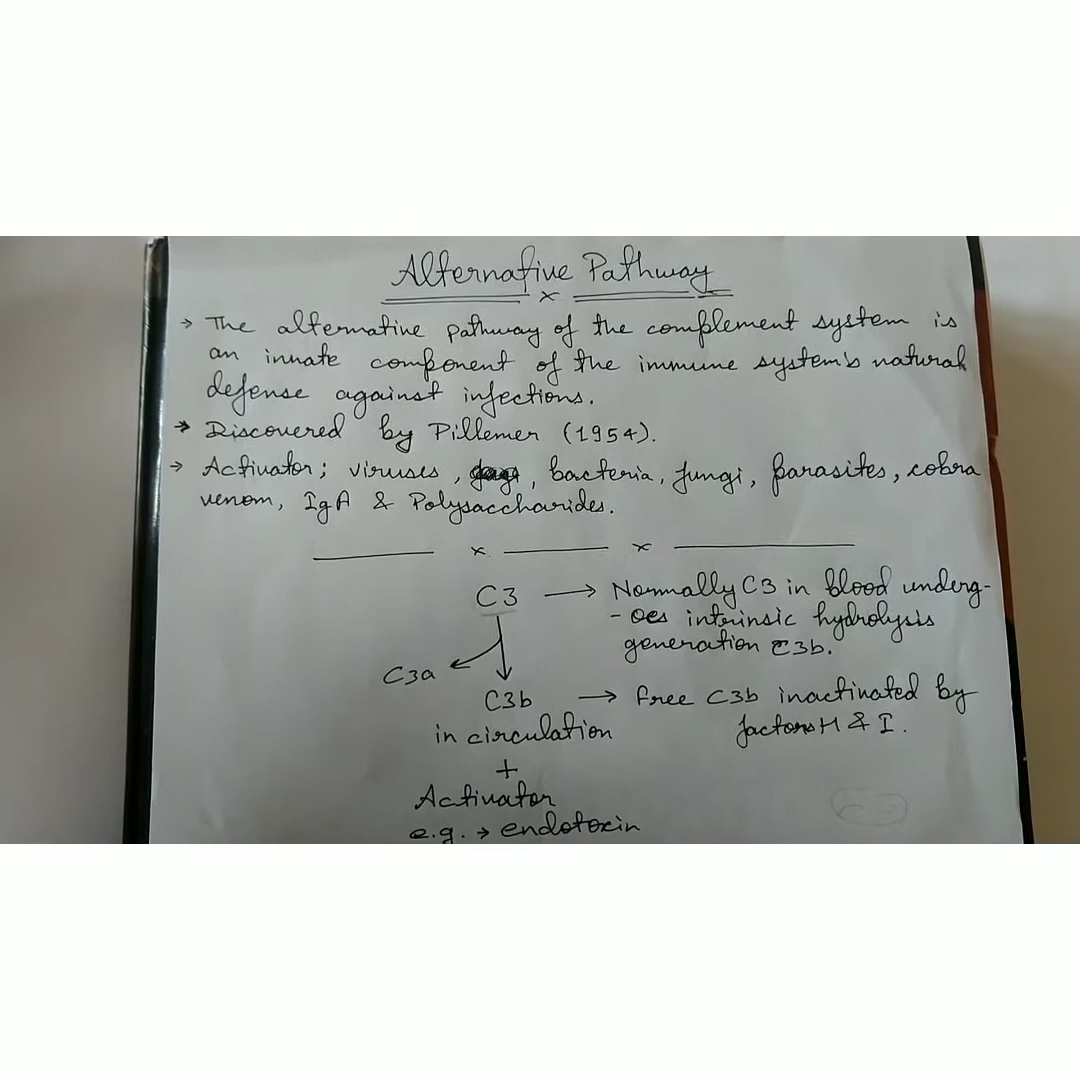 Alternative Pathway
x
→ The alternative pathway of the complement system is
an innate component of the immune system's natural
defense against infections.
→ Discovered by Pillemer (1954).
→ Activator; viruses, , bacteria, fungi, parasites, cobra
venom, IgA & Polysaccharides.
x x
C3 → Normally C3 in blood underg-
-oes intrinsic hydrolysis
generation C3b.
C3a
C3b → free C3b inactivated by
in circulation factors H & I.
+
Activator
e.g. → endotoxin